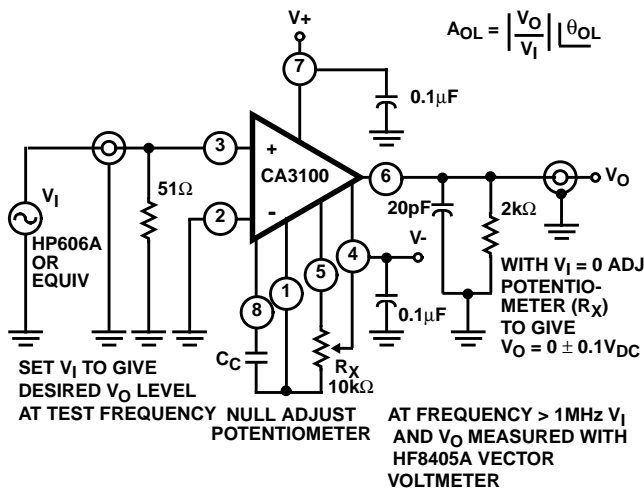 V+
A_OL = |V_O / V_I| θ_OL
7
0.1µF
3
+
CA3100
6
V_O
V_I
51Ω
2
-
20pF
2kΩ
HP606A
OR
EQUIV
V-
4
5
1
8
0.1µF
WITH V_I = 0 ADJ
POTENTIO-
METER (R_X)
TO GIVE
V_O = 0 ± 0.1V_DC
C_C
R_X
10kΩ
SET V_I TO GIVE
DESIRED V_O LEVEL
AT TEST FREQUENCY
NULL ADJUST
POTENTIOMETER
AT FREQUENCY > 1MHz V_I
AND V_O MEASURED WITH
HF8405A VECTOR
VOLTMETER